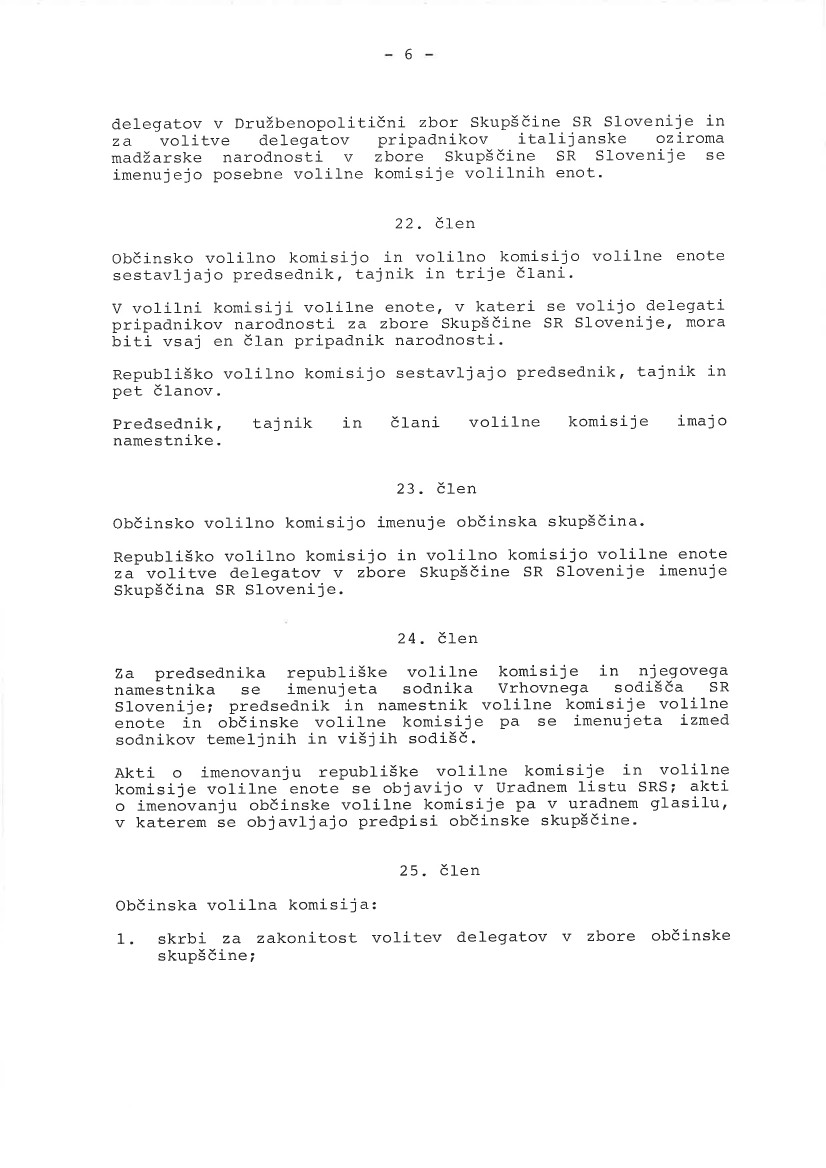 - 6 -
delegatov v Družbenopolitični zbor Skupščine SR Slovenije in
za volitve delegatov pripadnikov italijanske oziroma
madžarske narodnosti v zbore Skupščine SR Slovenije se
imenujejo posebne volilne komisije volilnih enot.
22. člen
Občinsko volilno komisijo in volilno komisijo volilne enote
sestavljajo predsednik, tajnik in trije člani.
V volilni komisiji volilne enote, v kateri se volijo delegati
pripadnikov narodnosti za zbore Skupščine SR Slovenije, mora
biti vsaj en član pripadnik narodnosti.
Republiško volilno komisijo sestavljajo predsednik, tajnik in
pet članov.
Predsednik, tajnik in člani volilne komisije imajo
namestnike.
23. člen
Občinsko volilno komisijo imenuje občinska skupščina.
Republiško volilno komisijo in volilno komisijo volilne enote
za volitve delegatov v zbore Skupščine SR Slovenije imenuje
Skupščina SR Slovenije.
24. člen
Za predsednika republiške volilne komisije in njegovega
namestnika se imenujeta sodnika Vrhovnega sodišča SR
Slovenije; predsednik in namestnik volilne komisije volilne
enote in občinske volilne komisije pa se imenujeta izmed
sodnikov temeljnih in višjih sodišč.
Akti o imenovanju republiške volilne komisije in volilne
komisije volilne enote se objavijo v Uradnem listu SRS; akti
o imenovanju občinske volilne komisije pa v uradnem glasilu,
v katerem se objavljajo predpisi občinske skupščine.
25. člen
Občinska volilna komisija:
1. skrbi za zakonitost volitev delegatov v zbore občinske
skupščine;